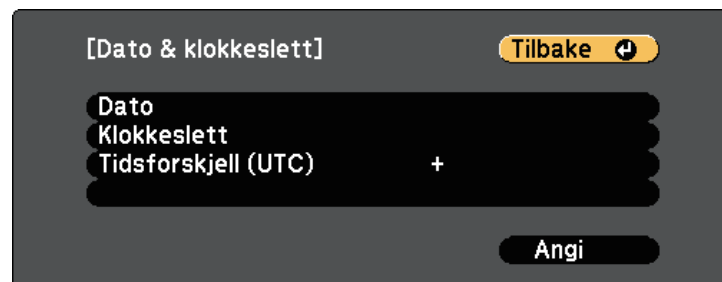 [Dato & klokkeslett] Tilbake
Dato
Klokkeslett
Tidsforskjell (UTC) +
Angi